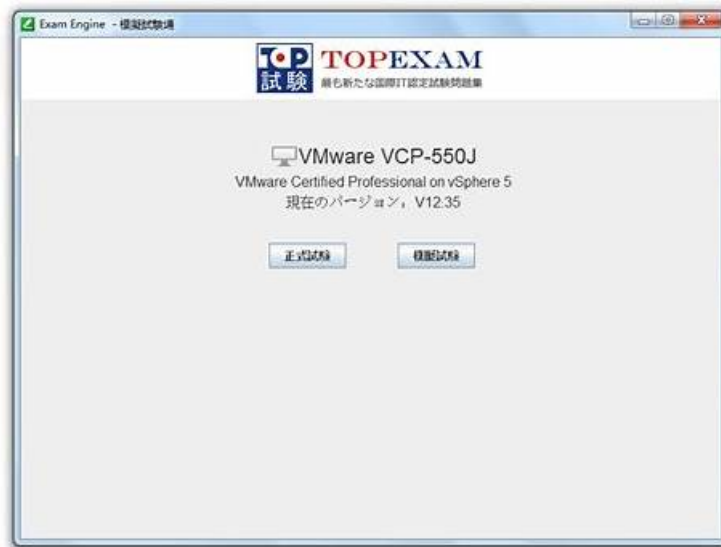 Exam Engine - 模擬試験通
TOP
試験
TOPEXAM
最も新たな国際IT認定試験問題集
VMware VCP-550J
VMware Certified Professional on vSphere 5
現在のバージョン: V12.35
正式試験
模擬試験